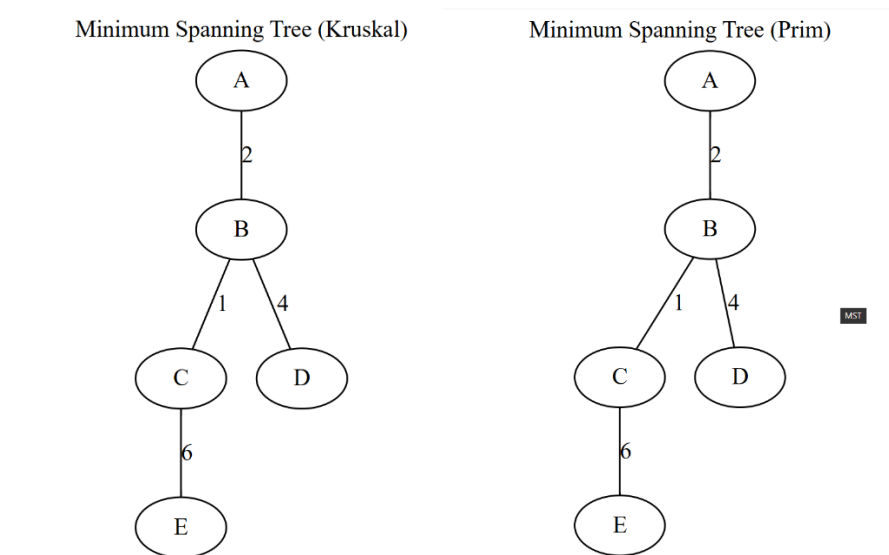 Minimum Spanning Tree (Kruskal)
A
2
B
1
4
C
D
6
E
Minimum Spanning Tree (Prim)
A
2
B
1
4
C
D
6
E
MST